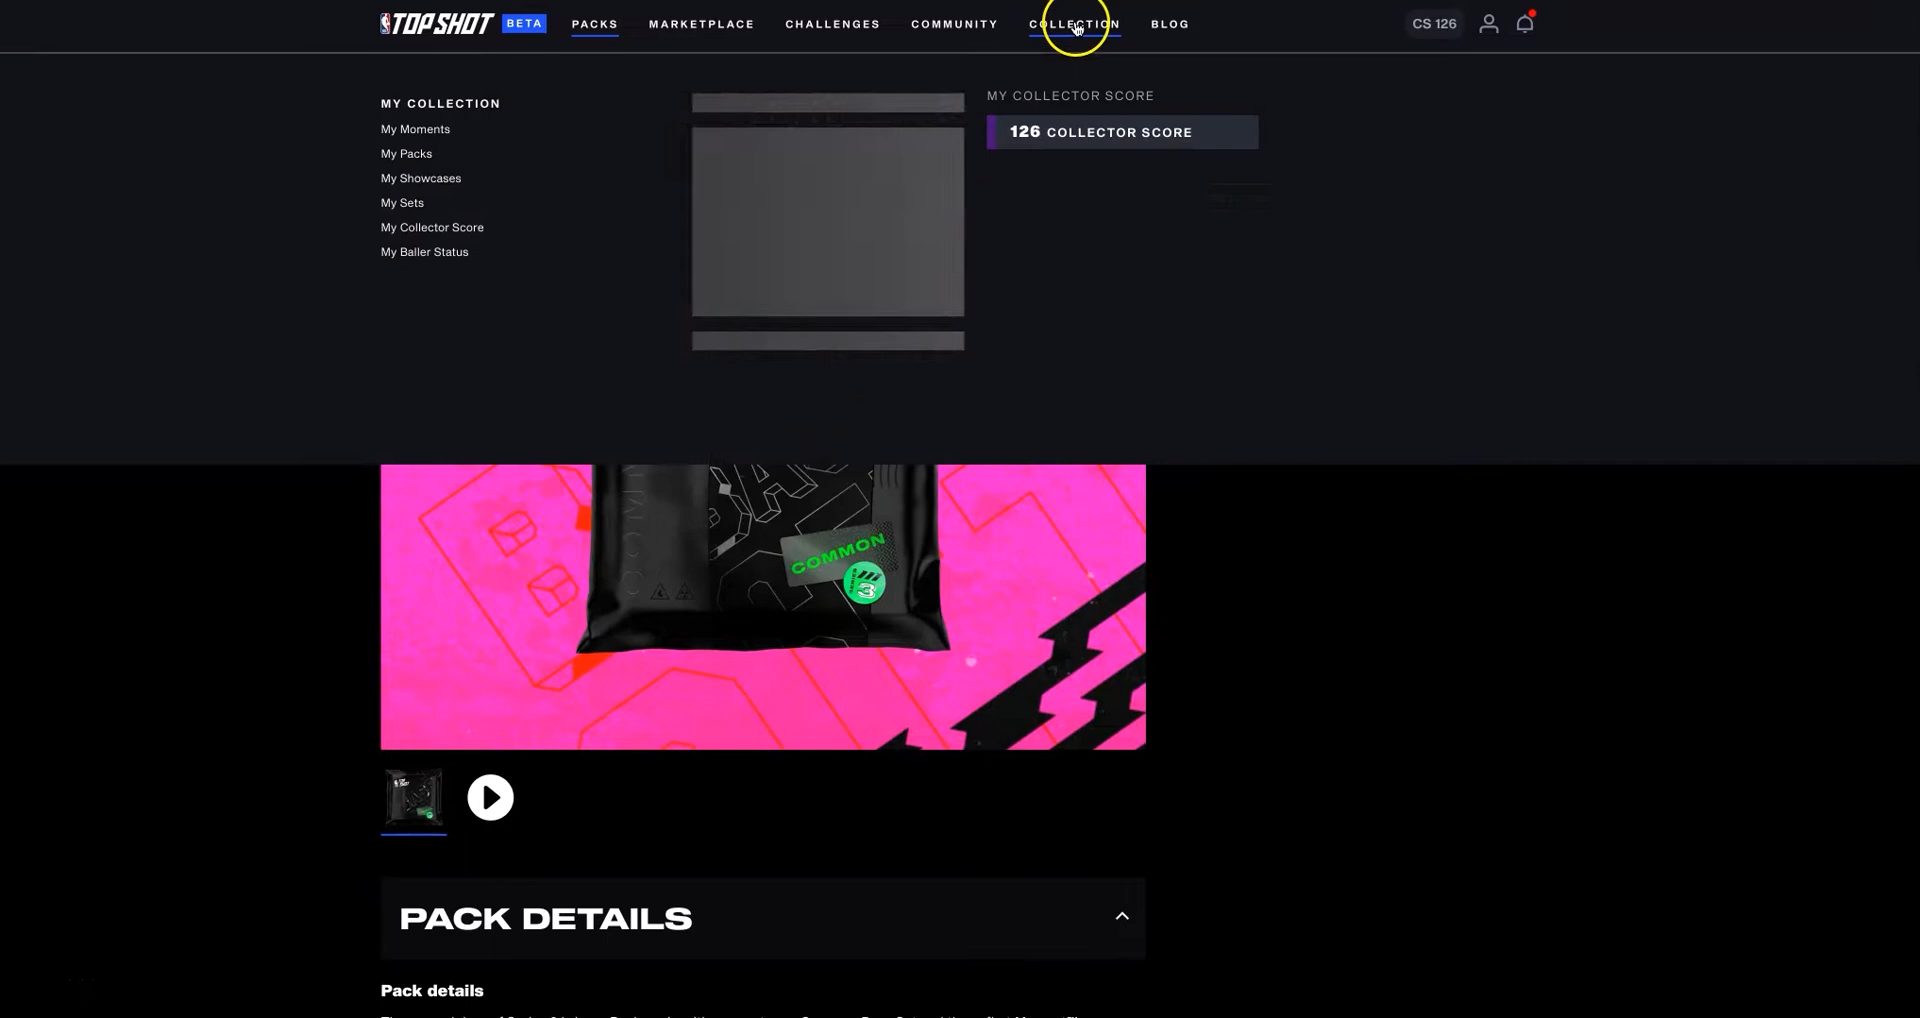 TOP SHOT BETA PACKS MARKETPLACE CHALLENGES COMMUNITY COLLECTION BLOG CS 126
MY COLLECTION
My Moments
My Packs
My Showcases
My Sets
My Collector Score
My Baller Status
MY COLLECTOR SCORE
126 COLLECTOR SCORE
COMMON
SERIES
3
PACK DETAILS
Pack details